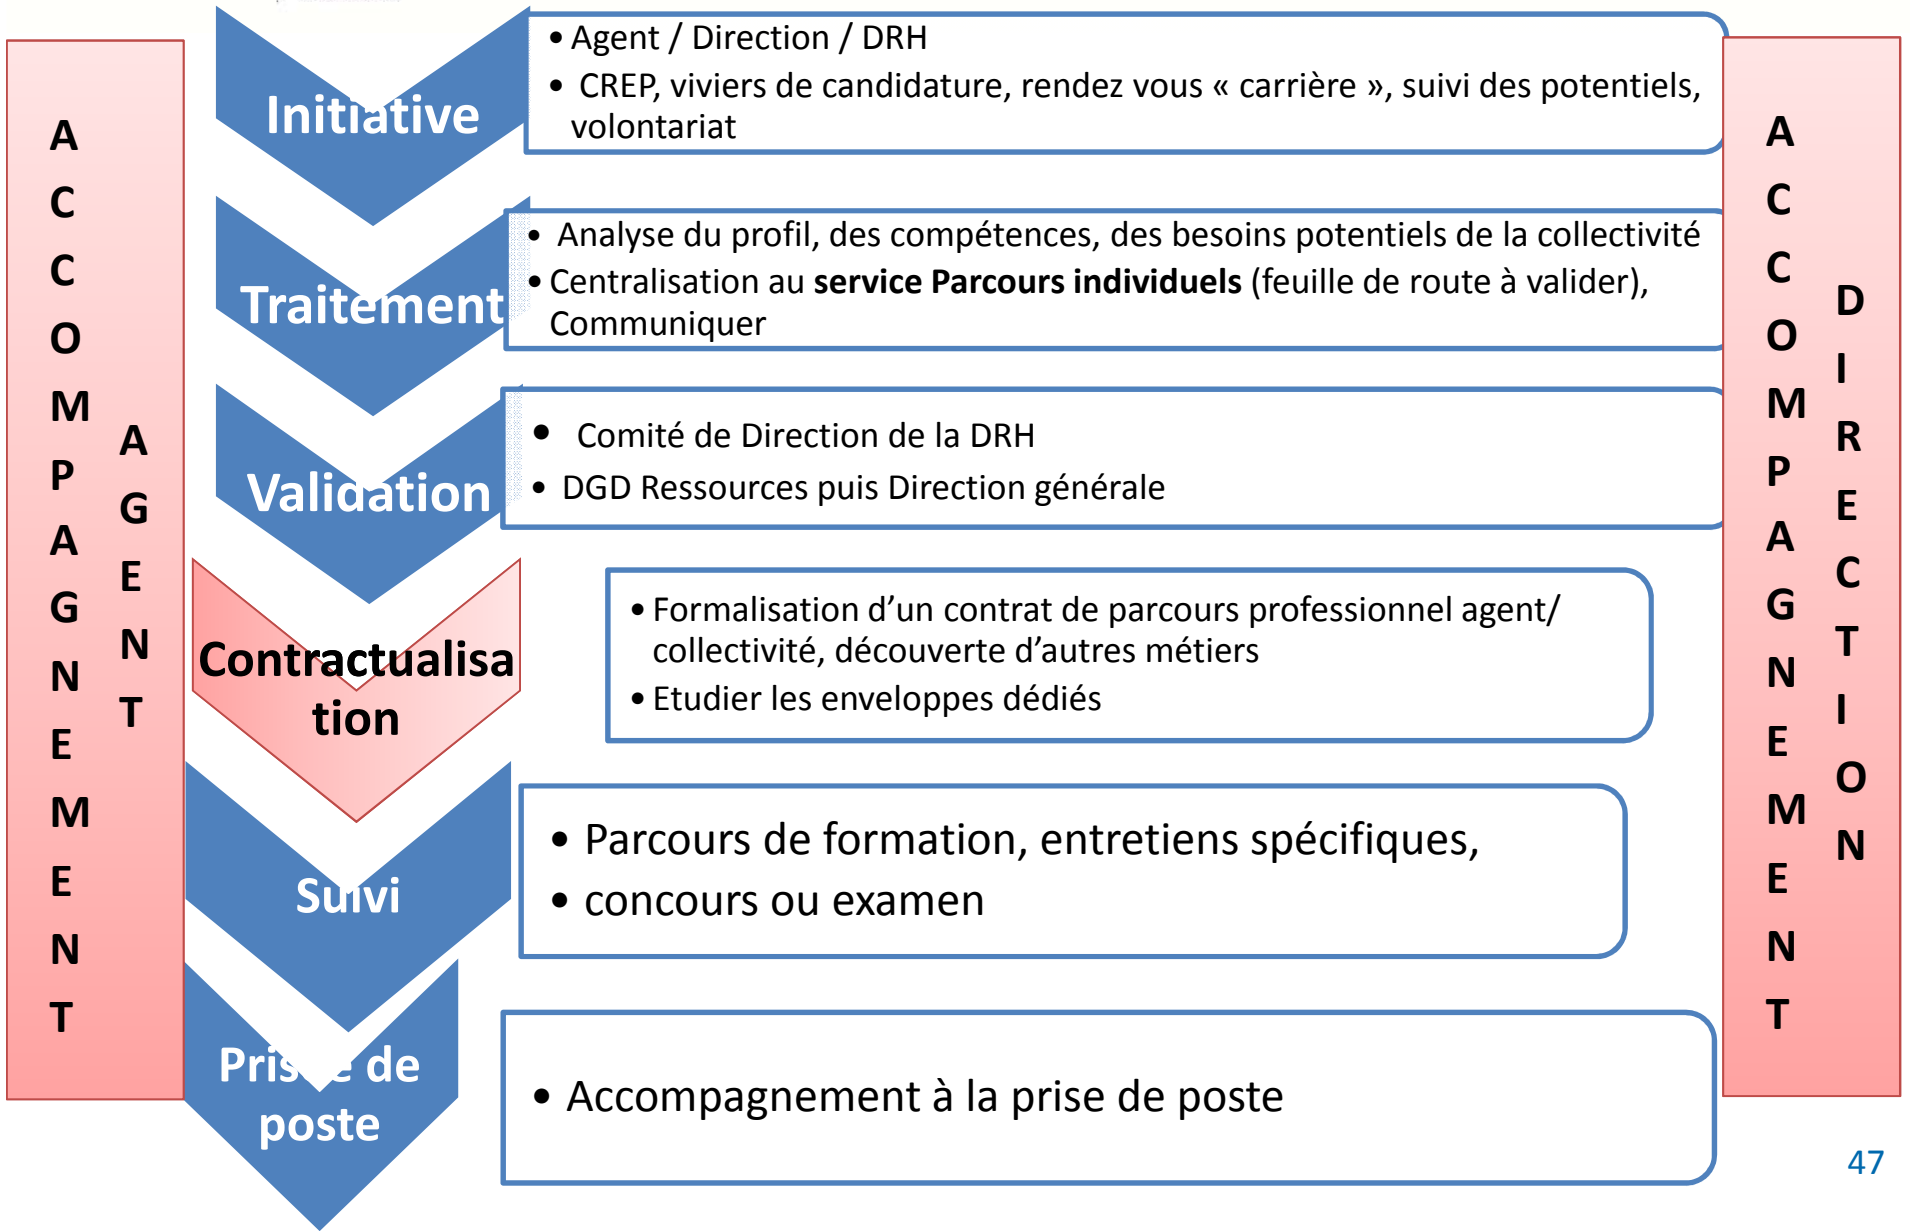 ACCOMPAGNEMENT
AGENT
Initiative
• Agent / Direction / DRH
• CREP, viviers de candidature, rendez vous « carrière », suivi des potentiels,
volontariat
Traitement
• Analyse du profil, des compétences, des besoins potentiels de la collectivité
• Centralisation au service Parcours individuels (feuille de route à valider),
Communiquer
Validation
• Comité de Direction de la DRH
• DGD Ressources puis Direction générale
Contractualisa
tion
• Formalisation d’un contrat de parcours professionnel agent/
collectivité, découverte d’autres métiers
• Etudier les enveloppes dédiés
Suivi
• Parcours de formation, entretiens spécifiques,
• concours ou examen
Prise de
poste
• Accompagnement à la prise de poste
ACCOMPAGNEMENT
DIRECTION
47